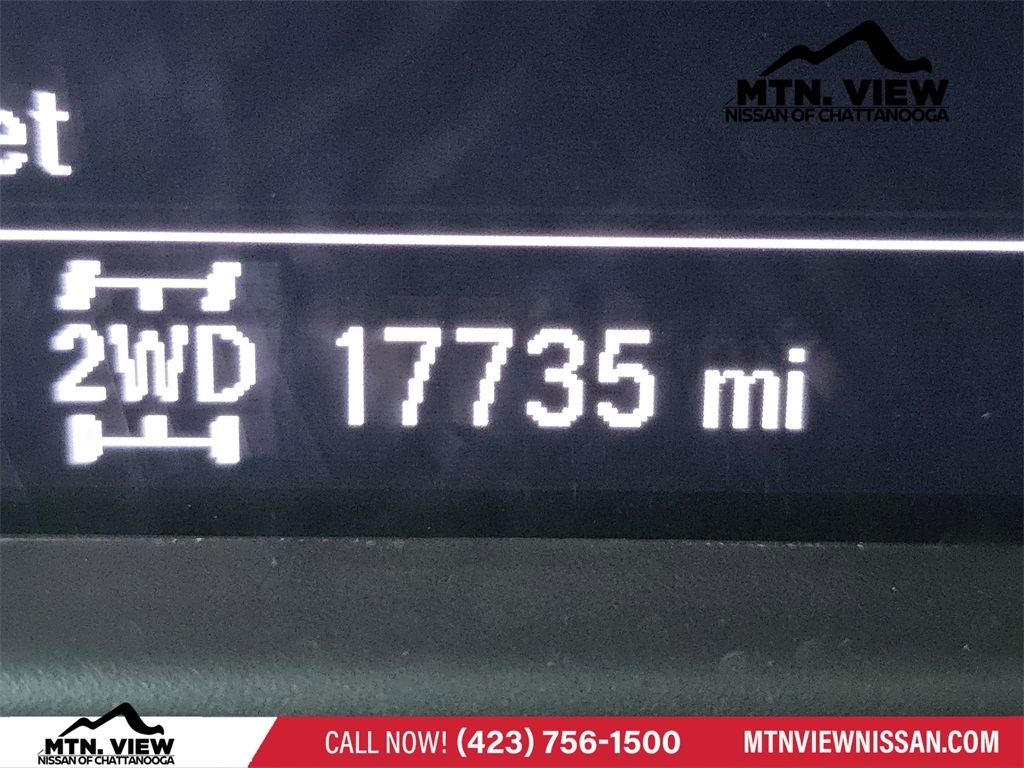 MTN. VIEW
NISSAN OF CHATTANOOGA
et
2WD 17735 mi
MTN. VIEW
NISSAN OF CHATTANOOGA
CALL NOW! (423) 756-1500
MTNVIEWNISSAN.COM